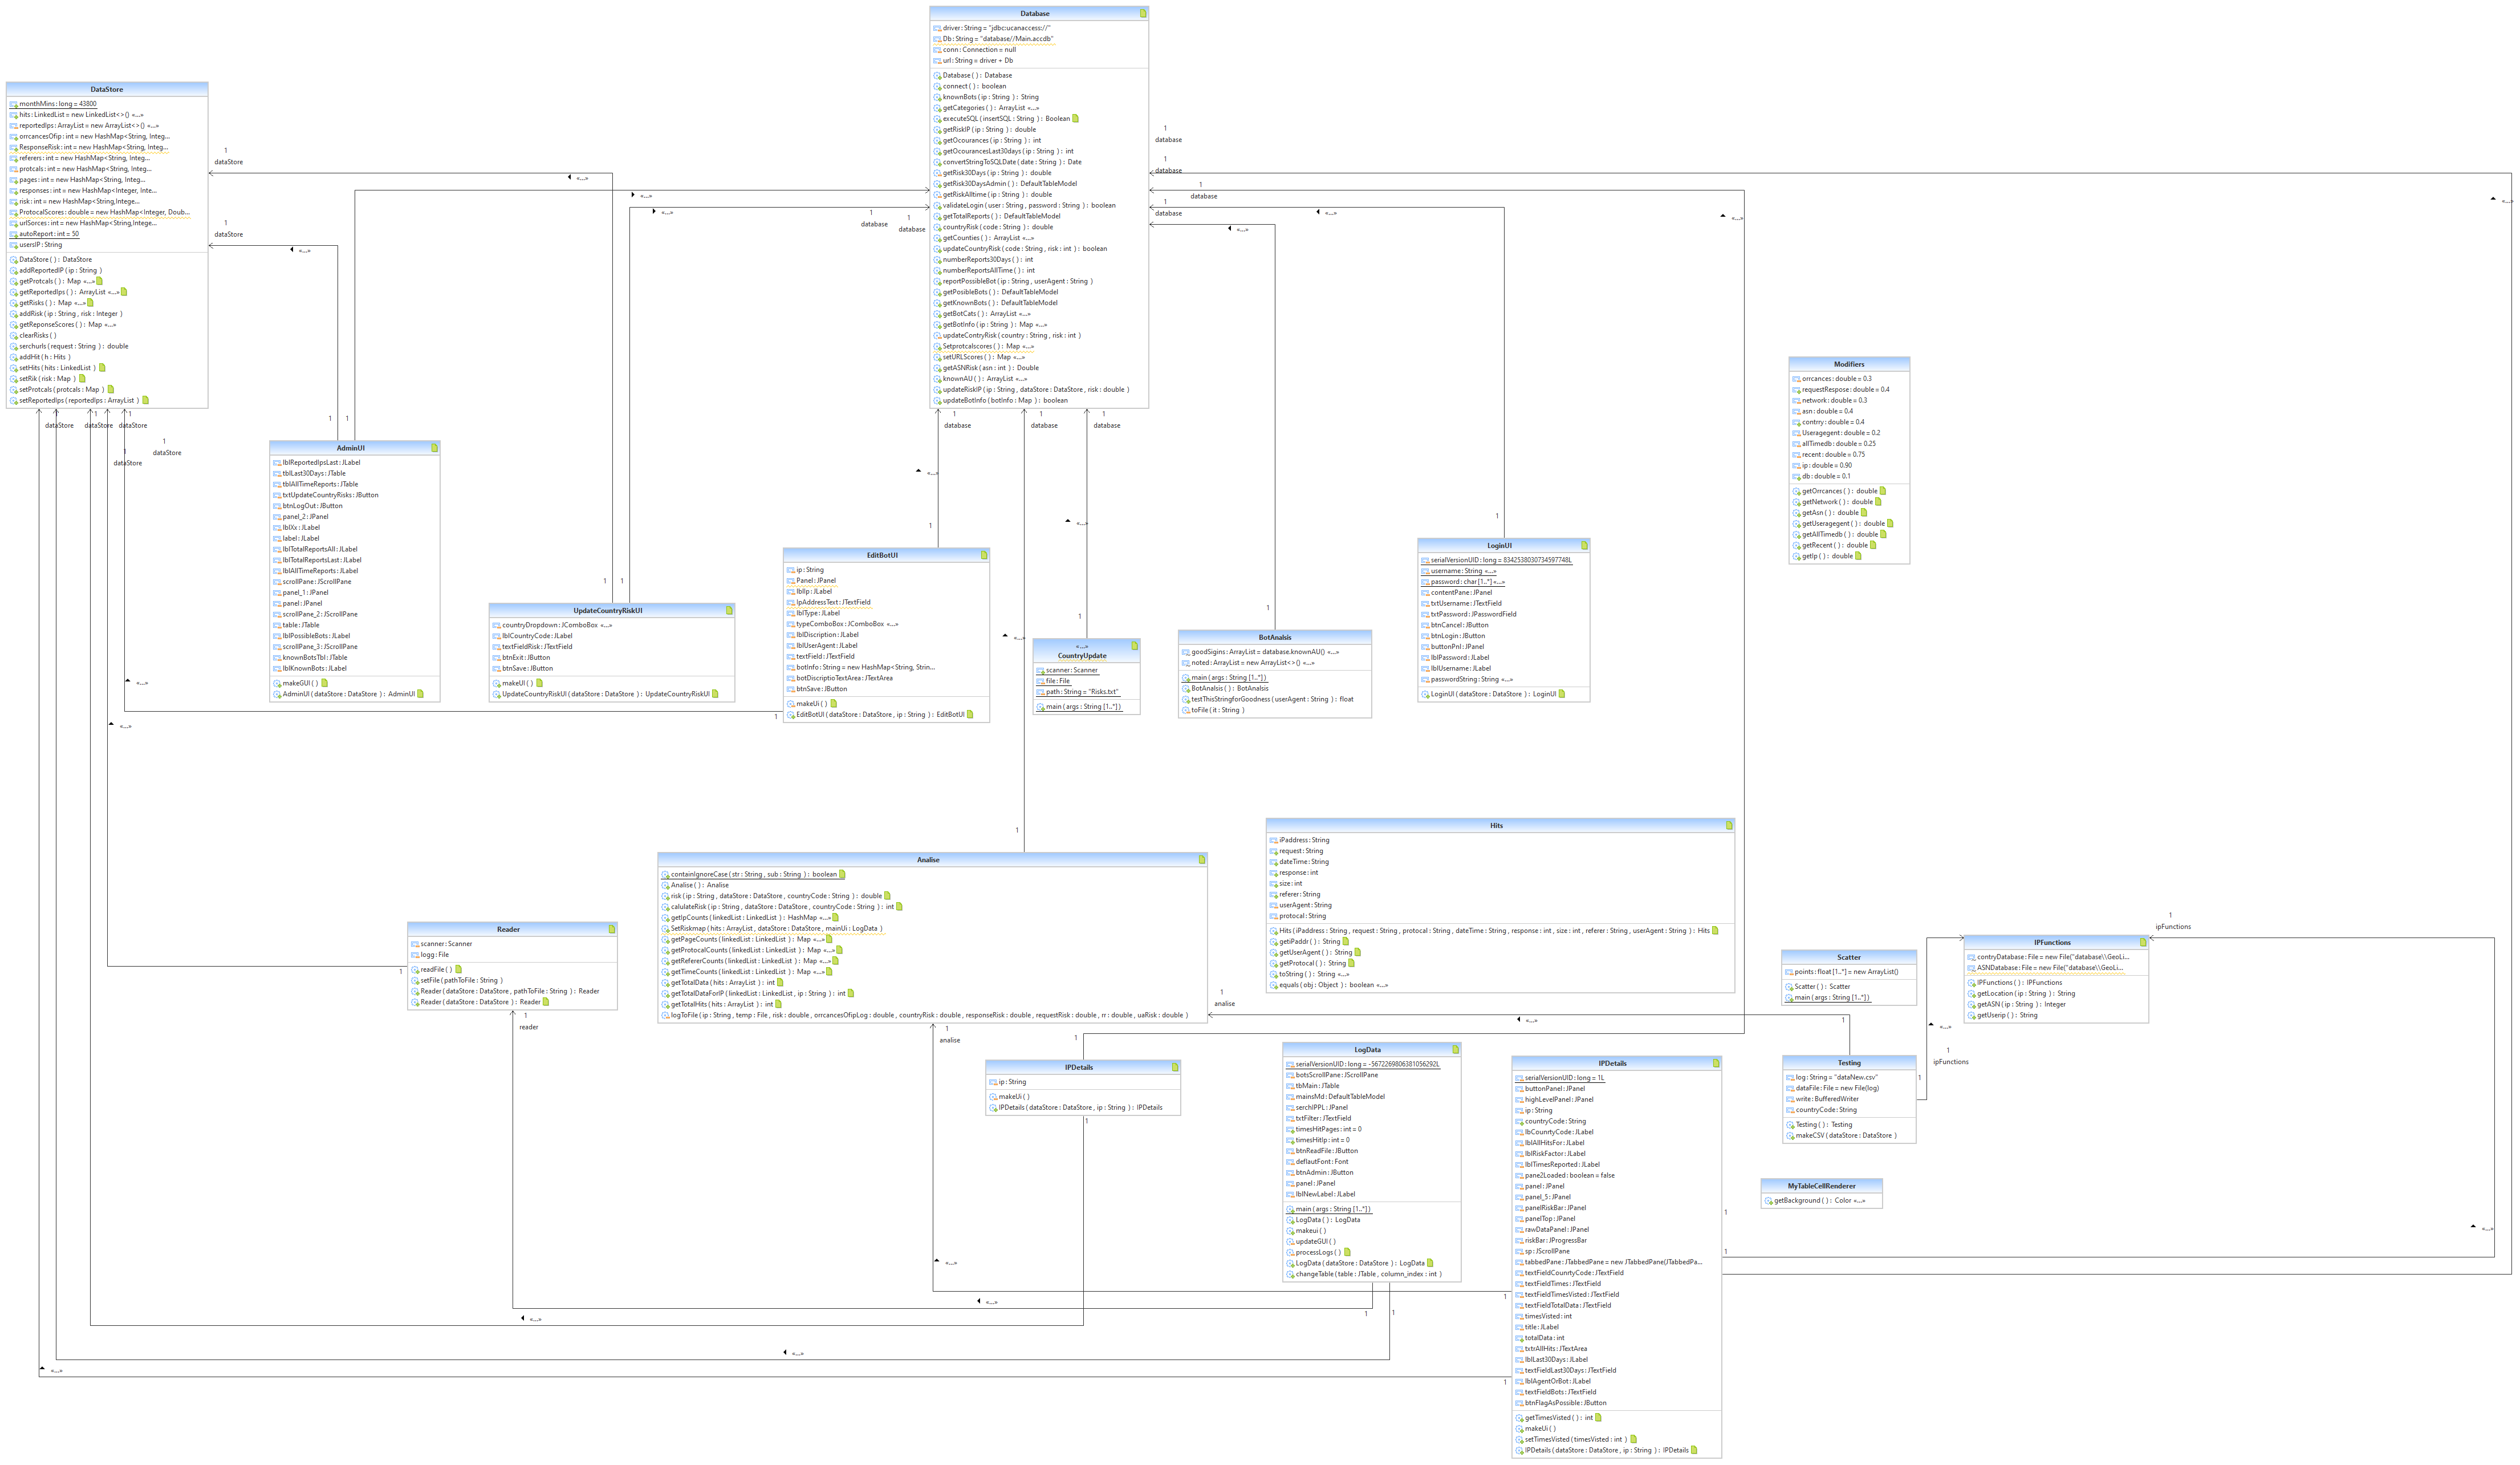 Database
driver : String = "jdbc:ucanaccess://"
Db : String = "database//Main.accdb"
conn : Connection = null
url : String = driver + Db
Database ( ) : Database
connect ( ) : boolean
knownBots ( ip : String ) : String
getCategories ( ) : ArrayList «...»
executeSQL ( insertSQL : String ) : Boolean
getRiskIP ( ip : String ) : double
getOcourances ( ip : String ) : int
getOcourancesLast30days ( ip : String ) : int
convertStringToSQLDate ( date : String ) : Date
getRisk30Days ( ip : String ) : double
getRisk30DaysAdmin ( ) : DefaultTableModel
getRiskAlltime ( ip : String ) : double
validateLogin ( user : String , password : String ) : boolean
getTotalReports ( ) : DefaultTableModel
countryRisk ( code : String ) : double
getCounties ( ) : ArrayList «...»
updateCountryRisk ( code : String , risk : int ) : boolean
numberReports30Days ( ) : int
numberReportsAllTime ( ) : int
reportPossibleBot ( ip : String , userAgent : String )
getPosibleBots ( ) : DefaultTableModel
getKnownBots ( ) : DefaultTableModel
getBotCats ( ) : ArrayList «...»
getBotInfo ( ip : String ) : Map «...»
updateContryRisk ( country : String , risk : int )
Setprotcalscores ( ) : Map «...»
setURLScores ( ) : Map «...»
getASNRisk ( asn : int ) : Double
knownAU ( ) : ArrayList «...»
updateRiskIP ( ip : String , dataStore : DataStore , risk : double )
updateBotInfo ( botInfo : Map ) : boolean
DataStore
monthMins : long = 43800
hits : LinkedList = new LinkedList<>() «...»
reportedIps : ArrayList = new ArrayList<>() «...»
orrcancesOfip : int = new HashMap<String, Integ...
ResponseRisk : int = new HashMap<String, Integ...
referers : int = new HashMap<String, Integ...
protcals : int = new HashMap<String, Integ...
pages : int = new HashMap<String, Integ...
responses : int = new HashMap<Integer, Inte...
risk : int = new HashMap<String,Intege...
ProtocalScores : double = new HashMap<Integer, Doub...
urlSorces : int = new HashMap<String,Intege...
autoReport : int = 50
usersIP : String
DataStore ( ) : DataStore
addReportedIP ( ip : String )
getProtcals ( ) : Map «...»
getReportedIps ( ) : ArrayList «...»
getRisks ( ) : Map «...»
addRisk ( ip : String , risk : Integer )
getReponseScores ( ) : Map «...»
clearRisks ( )
serchurls ( request : String ) : double
addHit ( h : Hits )
setHits ( hits : LinkedList )
setRik ( risk : Map )
setProtcals ( protcals : Map )
setReportedIps ( reportedIps : ArrayList )
1
dataStore
«...»
«...»
«...»
1
dataStore
«...»
1
database
1
database
1
database
1
database
1
database
1
database
«...»
«...»
«...»
«...»
Modifiers
orrcances : double = 0.3
requestRespose : double = 0.4
network : double = 0.3
asn : double = 0.4
contrry : double = 0.4
Useragegent : double = 0.2
allTimedb : double = 0.25
recent : double = 0.75
ip : double = 0.90
db : double = 0.1
getOrrcances ( ) : double
getNetwork ( ) : double
getAsn ( ) : double
getUseragegent ( ) : double
getAllTimedb ( ) : double
getRecent ( ) : double
getIp ( ) : double
1
1
1
dataStore
dataStore
dataStore
1
dataStore
1
dataStore
1
1
1
database
1
database
1
database
AdminUI
lblReportedIpsLast : JLabel
tblLast30Days : JTable
tblAllTimeReports : JTable
txtUpdateCountryRisks : JButton
btnLogOut : JButton
panel_2 : JPanel
lblXx : JLabel
label : JLabel
lblTotalReportsAll : JLabel
lblTotalReportsLast : JLabel
lblAllTimeReports : JLabel
scrollPane : JScrollPane
panel_1 : JPanel
panel : JPanel
scrollPane_2 : JScrollPane
table : JTable
lblPossibleBots : JLabel
scrollPane_3 : JScrollPane
knownBotsTbl : JTable
lblKnownBots : JLabel
makeGUI ( )
AdminUI ( dataStore : DataStore ) : AdminUI
«...»
«...»
1
1
1
1
1
1
UpdateCountryRiskUI
countryDropdown : JComboBox «...»
lblCountryCode : JLabel
textFieldRisk : JTextField
btnExit : JButton
btnSave : JButton
makeUI ( )
UpdateCountryRiskUI ( dataStore : DataStore ) : UpdateCountryRiskUI
EditBotUI
ip : String
Panel : JPanel
lblIp : JLabel
IpAddressText : JTextField
lblType : JLabel
typeComboBox : JComboBox «...»
lblDiscription : JLabel
lblUserAgent : JLabel
textField : JTextField
botInfo : String = new HashMap<String, Strin...
botDiscriptioTextArea : JTextArea
btnSave : JButton
makeUi ( )
EditBotUI ( dataStore : DataStore , ip : String ) : EditBotUI
1
«...»
«...»
CountryUpdate
scanner : Scanner
file : File
path : String = "Risks.txt"
main ( args : String [1..*] )
BotAnalsis
goodSigins : ArrayList = database.knownAU() «...»
noted : ArrayList = new ArrayList<>() «...»
main ( args : String [1..*] )
BotAnalsis ( ) : BotAnalsis
testThisStringforGoodness ( userAgent : String ) : float
toFile ( it : String )
LoginUI
serialVersionUID : long = 8342538030734597748L
username : String «...»
password : char [1..*] «...»
contentPane : JPanel
txtUsername : JTextField
txtPassword : JPasswordField
btnCancel : JButton
btnLogin : JButton
buttonPnl : JPanel
lblPassword : JLabel
lblUsername : JLabel
passwordString : String «...»
LoginUI ( dataStore : DataStore ) : LoginUI
«...»
«...»
1
Analise
containIgnoreCase ( str : String , sub : String ) : boolean
Analise ( ) : Analise
risk ( ip : String , dataStore : DataStore , countryCode : String ) : double
calulateRisk ( ip : String , dataStore : DataStore , countryCode : String ) : int
getIpCounts ( linkedList : LinkedList ) : HashMap «...»
SetRiskmap ( hits : ArrayList , dataStore : DataStore , mainUi : LogData )
getPageCounts ( linkedList : LinkedList ) : Map «...»
getProtocalCounts ( linkedList : LinkedList ) : Map «...»
getRefererCounts ( linkedList : LinkedList ) : Map «...»
getTimeCounts ( linkedList : LinkedList ) : Map «...»
getTotalData ( hits : ArrayList ) : int
getTotalDataForIP ( linkedList : LinkedList , ip : String ) : int
getTotalHits ( hits : ArrayList ) : int
logToFile ( ip : String , temp : File , risk : double , orrcancesOfipLog : double , countryRisk : double , responseRisk : double , requestRisk : double , rr : double , uaRisk : double )
Hits
iPaddress : String
request : String
dateTime : String
response : int
size : int
referer : String
userAgent : String
protocal : String
Hits ( iPaddress : String , request : String , protocal : String , dateTime : String , response : int , size : int , referer : String , userAgent : String ) : Hits
getiPaddr ( ) : String
getUserAgent ( ) : String
getProtocal ( ) : String
toString ( ) : String «...»
equals ( obj : Object ) : boolean «...»
Reader
scanner : Scanner
logg : File
readFile ( )
setFile ( pathToFile : String )
Reader ( dataStore : DataStore , pathToFile : String ) : Reader
Reader ( dataStore : DataStore ) : Reader
1
1
reader
1
analise
1
analise
Scatter
points : float [1..*] = new ArrayList()
Scatter ( ) : Scatter
main ( args : String [1..*] )
1
ipFunctions
IPFunctions
contryDatabase : File = new File("database\\GeoLi...
ASNDatabase : File = new File("database\\GeoLi...
IPFunctions ( ) : IPFunctions
getLocation ( ip : String ) : String
getASN ( ip : String ) : Integer
getUserip ( ) : String
«...»
1
«...»
1
ipFunctions
1
1
IPDetails
ip : String
makeUi ( )
IPDetails ( dataStore : DataStore , ip : String ) : IPDetails
1
LogData
serialVersionUID : long = -5672269806381056292L
botsScrollPane : JScrollPane
tbMain : JTable
mainsMd : DefaultTableModel
serchIPPL : JPanel
txtFilter : JTextField
timesHitPages : int = 0
timesHitIp : int = 0
btnReadFile : JButton
deflautFont : Font
btnAdmin : JButton
panel : JPanel
lblNewLabel : JLabel
main ( args : String [1..*] )
LogData ( ) : LogData
makeui ( )
updateGUI ( )
processLogs ( )
LogData ( dataStore : DataStore ) : LogData
changeTable ( table : JTable , column_index : int )
IPDetails
serialVersionUID : long = 1L
buttonPanel : JPanel
highLevelPanel : JPanel
ip : String
countryCode : String
lbCounrtyCode : JLabel
lblAllHitsFor : JLabel
lblRiskFactor : JLabel
lblTimesReported : JLabel
pane2Loaded : boolean = false
panel : JPanel
panel_5 : JPanel
panelRiskBar : JPanel
panelTop : JPanel
rawDataPanel : JPanel
riskBar : JProgressBar
sp : JScrollPane
tabbedPane : JTabbedPane = new JTabbedPane(JTabbedPa...
textFieldCounrtyCode : JTextField
textFieldTimes : JTextField
textFieldTimesVisted : JTextField
textFieldTotalData : JTextField
timesVisted : int
title : JLabel
totalData : int
txtrAllHits : JTextArea
lblLast30Days : JLabel
textFieldLast30Days : JTextField
lblAgentOrBot : JLabel
textFieldBots : JTextField
btnFlagAsPossible : JButton
getTimesVisted ( ) : int
makeUi ( )
setTimesVisted ( timesVisted : int )
IPDetails ( dataStore : DataStore , ip : String ) : IPDetails
Testing
log : String = "dataNew.csv"
dataFile : File = new File(log)
write : BufferedWriter
countryCode : String
Testing ( ) : Testing
makeCSV ( dataStore : DataStore )
MyTableCellRenderer
getBackground ( ) : Color «...»
1
1
«...»
«...»
«...»
«...»
1
1
1
«...»
«...»
1